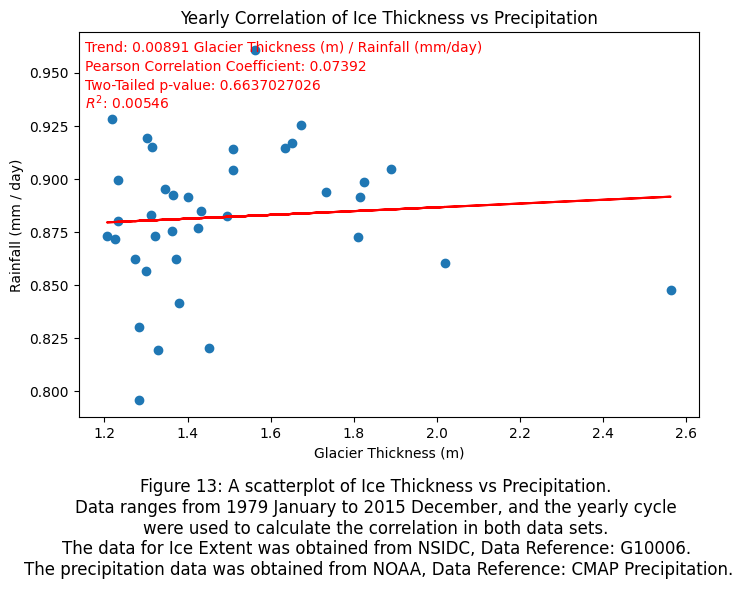 Yearly Correlation of Ice Thickness vs Precipitation
Trend: 0.00891 Glacier Thickness (m) / Rainfall (mm/day)
Pearson Correlation Coefficient: 0.07392
Two-Tailed p-value: 0.6637027026
R²: 0.00546
0.950
0.925
0.900
0.875
0.850
0.825
0.800
Rainfall (mm / day)
1.2 1.4 1.6 1.8 2.0 2.2 2.4 2.6
Glacier Thickness (m)
Figure 13: A scatterplot of Ice Thickness vs Precipitation.
Data ranges from 1979 January to 2015 December, and the yearly cycle
were used to calculate the correlation in both data sets.
The data for Ice Extent was obtained from NSIDC, Data Reference: G10006.
The precipitation data was obtained from NOAA, Data Reference: CMAP Precipitation.